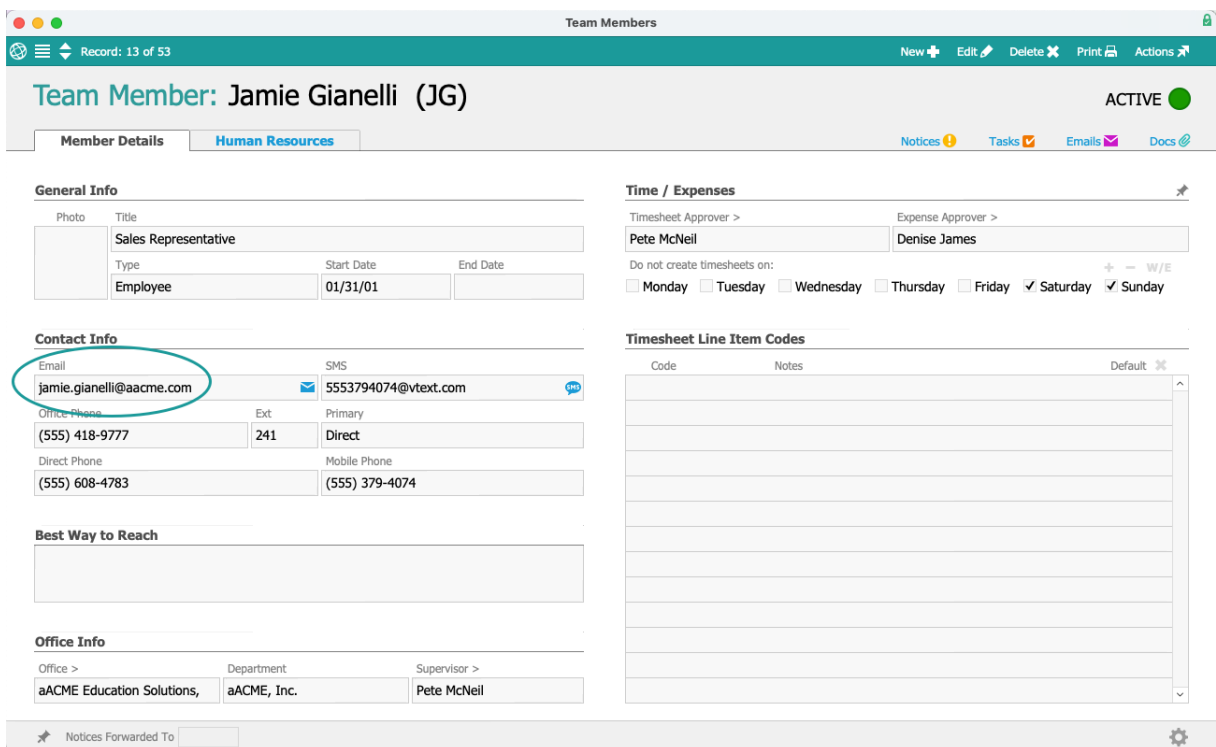 Team Members
Record: 13 of 53
New Edit Delete Print Actions
Team Member: Jamie Gianelli (JG)
ACTIVE
Member Details Human Resources
Notices Tasks Emails Docs
General Info
Photo Title
Sales Representative
Type Start Date End Date
Employee 01/31/01
Time / Expenses
Timesheet Approver > Expense Approver >
Pete McNeil Denise James
Do not create timesheets on:
+ − W/E
Monday Tuesday Wednesday Thursday Friday Saturday Sunday
Contact Info
Email SMS
jamie.gianelli@aacme.com 5553794074@vtext.com SMS
Office Phone Ext Primary
(555) 418-9777 241 Direct
Direct Phone Mobile Phone
(555) 608-4783 (555) 379-4074
Timesheet Line Item Codes
Code Notes Default
Best Way to Reach
Office Info
Office > Department Supervisor >
aACME Education Solutions, aACME, Inc. Pete McNeil
Notices Forwarded To